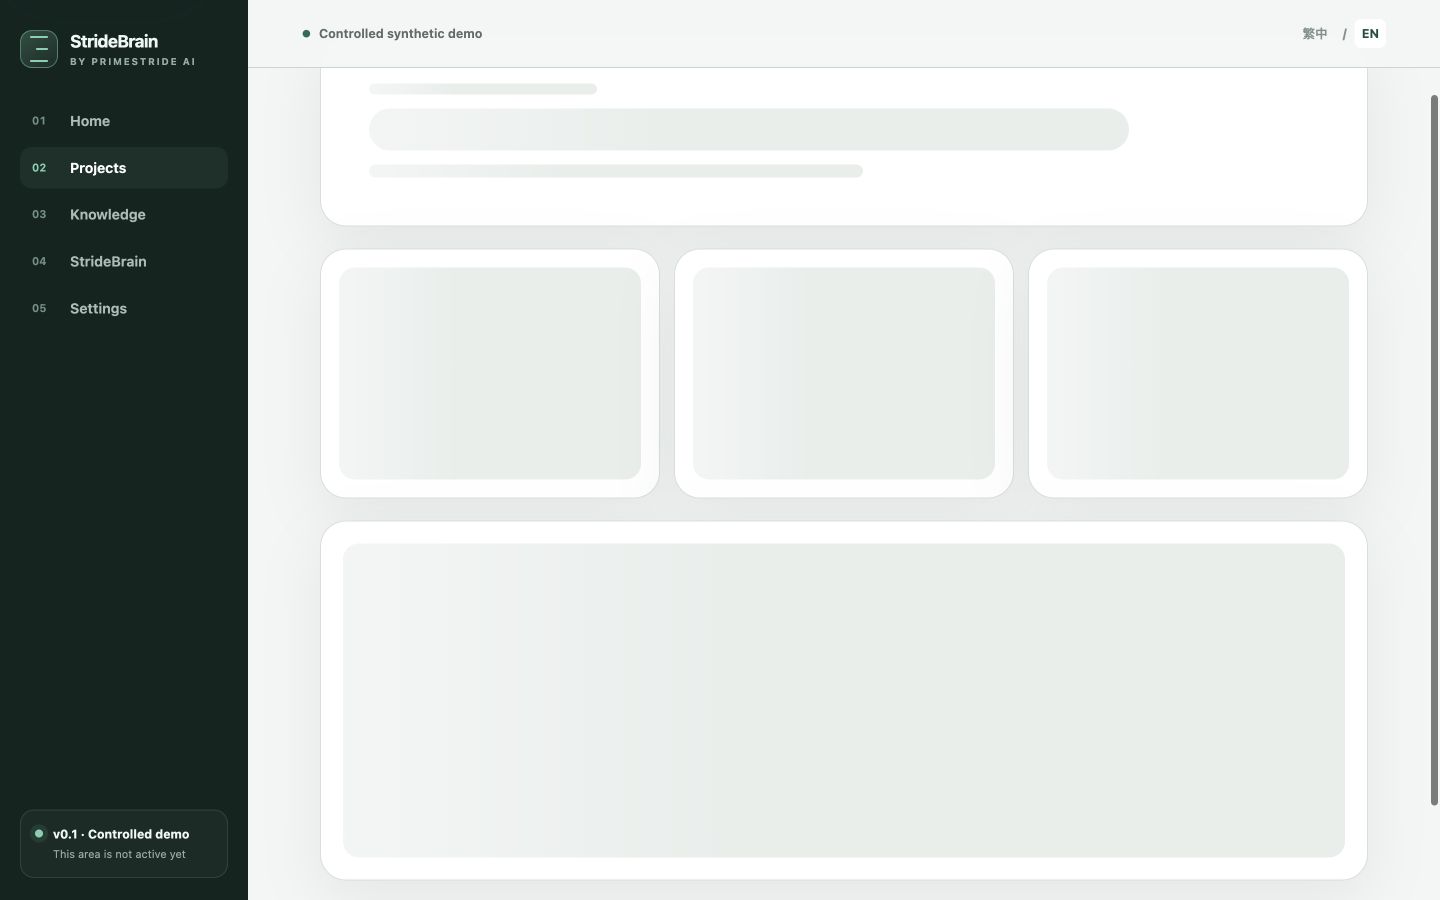 StrideBrain
BY PRIMESTRIDE AI
01 Home
02 Projects
03 Knowledge
04 StrideBrain
05 Settings
v0.1 · Controlled demo
This area is not active yet
Controlled synthetic demo
繁中 / EN